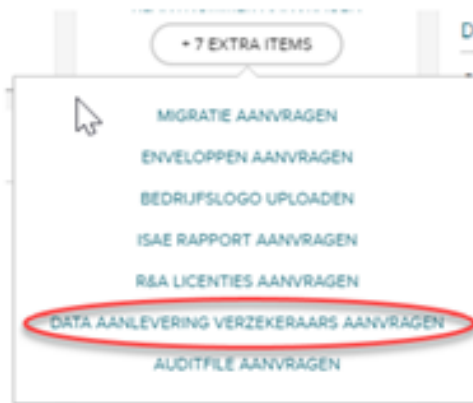 + 7 EXTRA ITEMS
D
MIGRATIE AANVRAGEN
ENVELOPPEN AANVRAGEN
BEDRIJFSLOGO UPLOADEN
ISAE RAPPORT AANVRAGEN
R&A LICENTIES AANVRAGEN
DATA AANLEVERING VERZEKERAARS AANVRAGEN
AUDITFILE AANVRAGEN